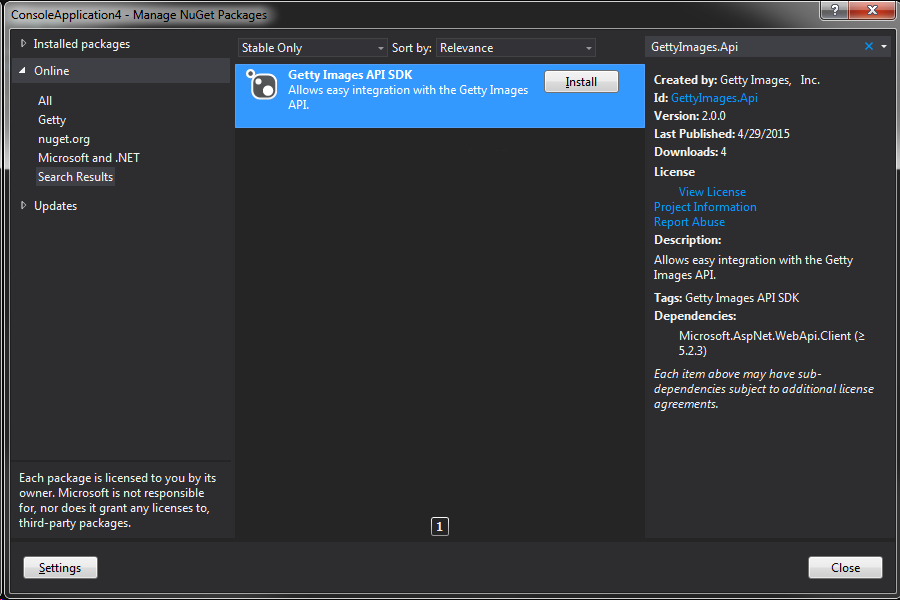 ConsoleApplication4 - Manage NuGet Packages
?
Installed packages
Online
All
Getty
nuget.org
Microsoft and .NET
Search Results
Updates
Each package is licensed to you by its
owner. Microsoft is not responsible
for, nor does it grant any licenses to,
third-party packages.
Stable Only
Sort by: Relevance
Getty Images API SDK
Allows easy integration with the Getty Images
API.
Install
1
GettyImages.Api
Created by: Getty Images, Inc.
Id: GettyImages.Api
Version: 2.0.0
Last Published: 4/29/2015
Downloads: 4
License
View License
Project Information
Report Abuse
Description:
Allows easy integration with the Getty
Images API.
Tags: Getty Images API SDK
Dependencies:
Microsoft.AspNet.WebApi.Client (≥
5.2.3)
Each item above may have sub-
dependencies subject to additional license
agreements.
Settings
Close